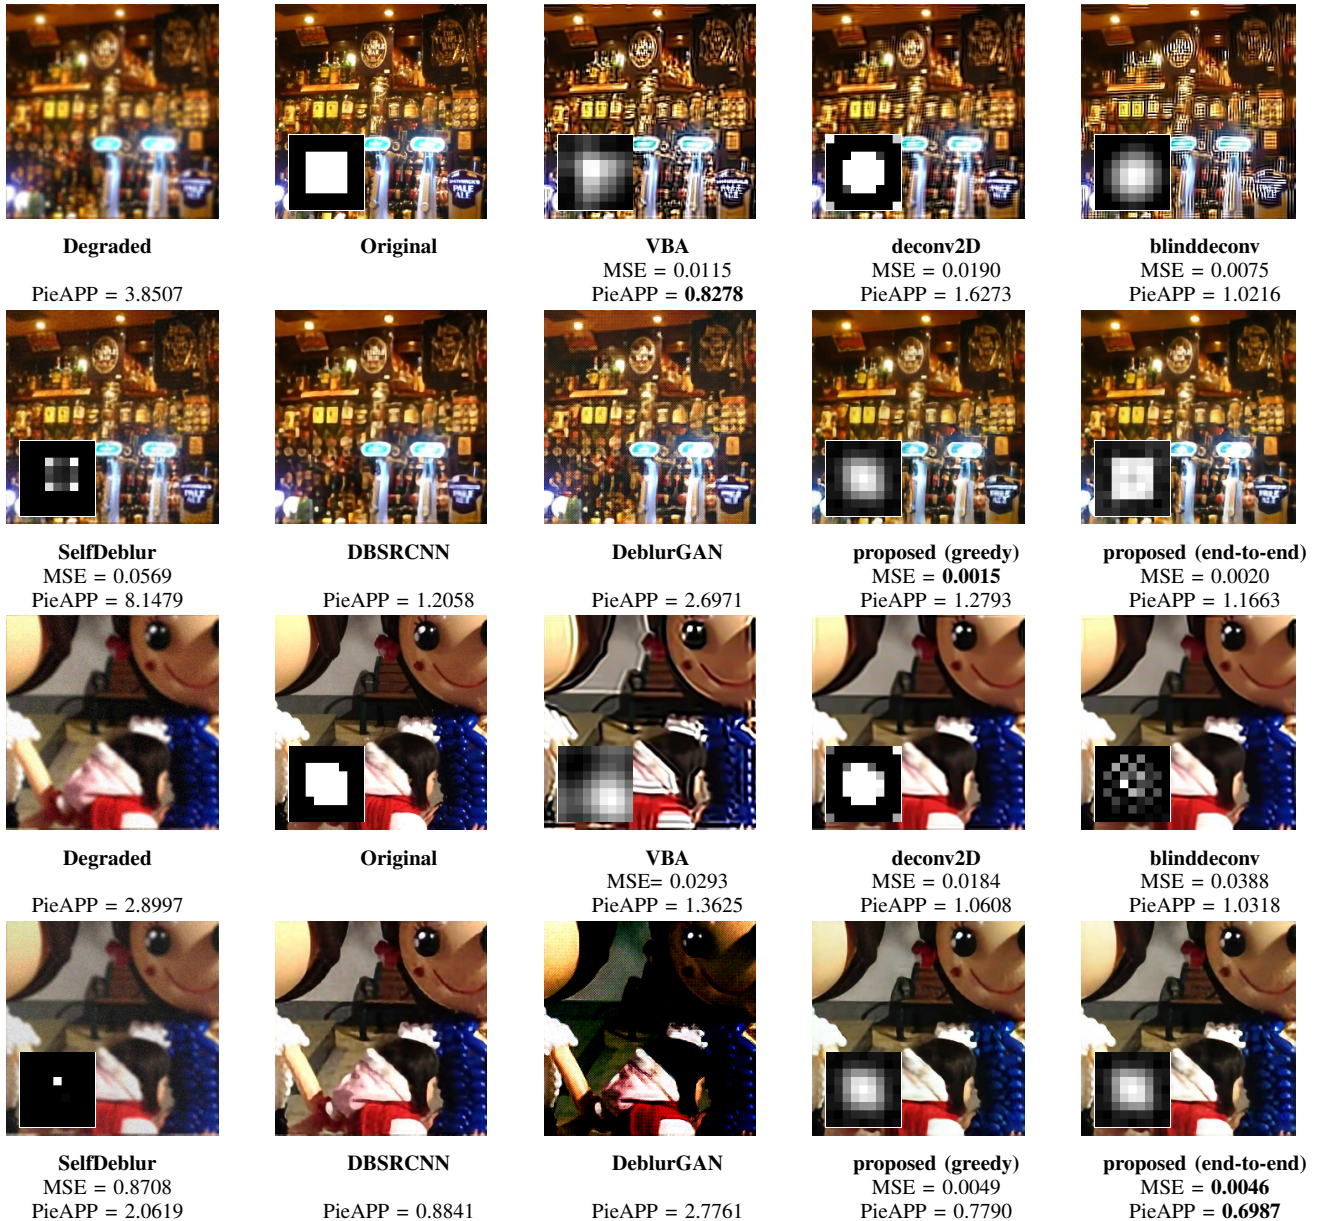 Degraded
Original
VBA
deconv2D
blinddeconv
MSE = 0.0115
MSE = 0.0190
MSE = 0.0075
PieAPP = 3.8507
PieAPP = 0.8278
PieAPP = 1.6273
PieAPP = 1.0216
SelfDeblur
DBSRCNN
DeblurGAN
proposed (greedy)
proposed (end-to-end)
MSE = 0.0569
MSE = 0.0015
MSE = 0.0020
PieAPP = 8.1479
PieAPP = 1.2058
PieAPP = 2.6971
PieAPP = 1.2793
PieAPP = 1.1663
Degraded
Original
VBA
deconv2D
blinddeconv
MSE= 0.0293
MSE = 0.0184
MSE = 0.0388
PieAPP = 2.8997
PieAPP = 1.3625
PieAPP = 1.0608
PieAPP = 1.0318
SelfDeblur
DBSRCNN
DeblurGAN
proposed (greedy)
proposed (end-to-end)
MSE = 0.8708
MSE = 0.0049
MSE = 0.0046
PieAPP = 2.0619
PieAPP = 0.8841
PieAPP = 2.7761
PieAPP = 0.7790
PieAPP = 0.6987